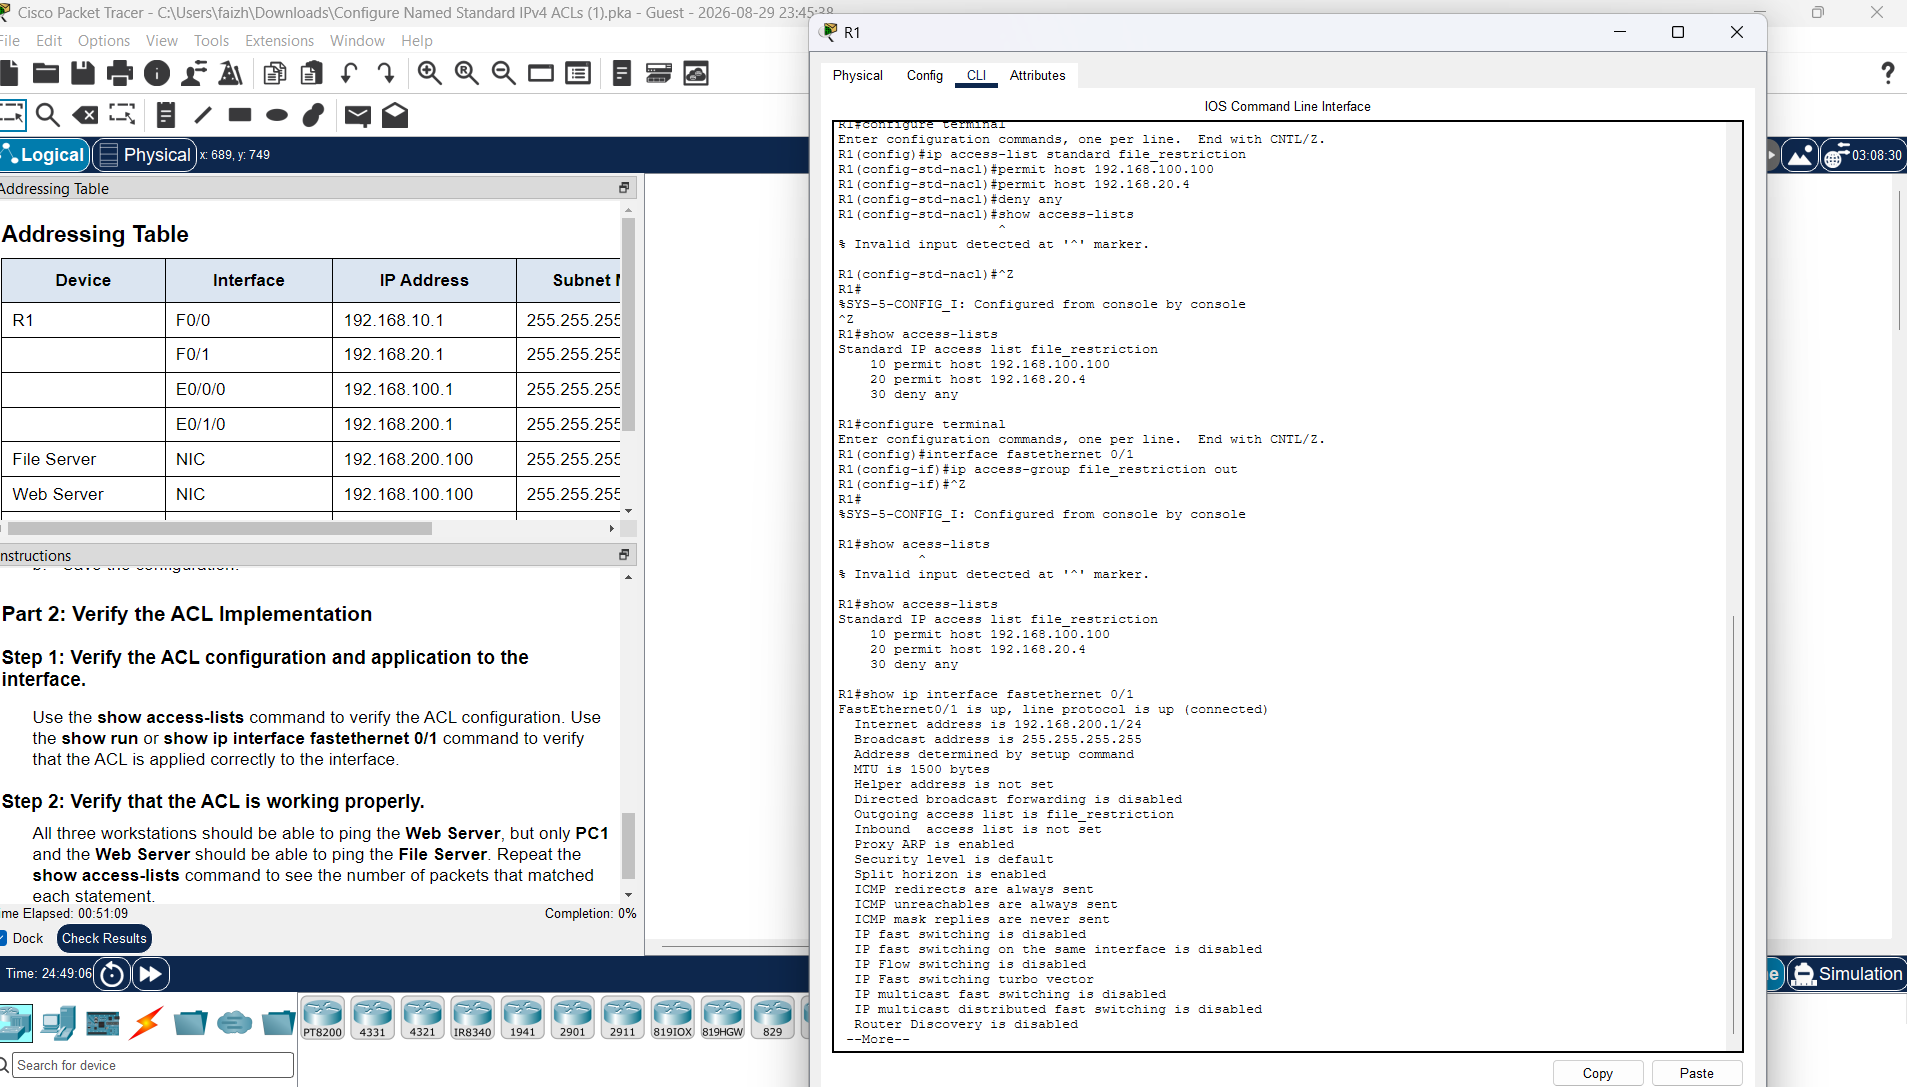 Cisco Packet Tracer - C:\Users\faizh\Downloads\Configure Named Standard IPv4 ACLs (1).pka - Guest - 2026-08-29 23:45:38
File Edit Options View Tools Extensions Window Help
Logical Physical x: 689, y: 749
03:08:30
Addressing Table
Addressing Table
Device Interface IP Address Subnet M
R1 F0/0 192.168.10.1 255.255.255
F0/1 192.168.20.1 255.255.255
E0/0/0 192.168.100.1 255.255.255
E0/1/0 192.168.200.1 255.255.255
File Server NIC 192.168.200.100 255.255.255
Web Server NIC 192.168.100.100 255.255.255
nstructions
b. Save the configuration.
Part 2: Verify the ACL Implementation
Step 1: Verify the ACL configuration and application to the
interface.
Use the show access-lists command to verify the ACL configuration. Use
the show run or show ip interface fastethernet 0/1 command to verify
that the ACL is applied correctly to the interface.
Step 2: Verify that the ACL is working properly.
All three workstations should be able to ping the Web Server, but only PC1
and the Web Server should be able to ping the File Server. Repeat the
show access-lists command to see the number of packets that matched
each statement.
me Elapsed: 00:51:09 Completion: 0%
Dock Check Results
Time: 24:49:06
e Simulation
PT8200 4331 4321 IR8340 1941 2901 2911 819IOX 819HGW 829
Search for device
R1
Physical Config CLI Attributes
IOS Command Line Interface
R1#configure terminal
Enter configuration commands, one per line. End with CNTL/Z.
R1(config)#ip access-list standard file_restriction
R1(config-std-nacl)#permit host 192.168.100.100
R1(config-std-nacl)#permit host 192.168.20.4
R1(config-std-nacl)#deny any
R1(config-std-nacl)#show access-lists
^
% Invalid input detected at '^' marker.
R1(config-std-nacl)#^Z
R1#
%SYS-5-CONFIG_I: Configured from console by console
^Z
R1#show access-lists
Standard IP access list file_restriction
10 permit host 192.168.100.100
20 permit host 192.168.20.4
30 deny any
R1#configure terminal
Enter configuration commands, one per line. End with CNTL/Z.
R1(config)#interface fastethernet 0/1
R1(config-if)#ip access-group file_restriction out
R1(config-if)#^Z
R1#
%SYS-5-CONFIG_I: Configured from console by console
R1#show acess-lists
^
% Invalid input detected at '^' marker.
R1#show access-lists
Standard IP access list file_restriction
10 permit host 192.168.100.100
20 permit host 192.168.20.4
30 deny any
R1#show ip interface fastethernet 0/1
FastEthernet0/1 is up, line protocol is up (connected)
Internet address is 192.168.200.1/24
Broadcast address is 255.255.255.255
Address determined by setup command
MTU is 1500 bytes
Helper address is not set
Directed broadcast forwarding is disabled
Outgoing access list is file_restriction
Inbound access list is not set
Proxy ARP is enabled
Security level is default
Split horizon is enabled
ICMP redirects are always sent
ICMP unreachables are always sent
ICMP mask replies are never sent
IP fast switching is disabled
IP fast switching on the same interface is disabled
IP Flow switching is disabled
IP Fast switching turbo vector
IP multicast fast switching is disabled
IP multicast distributed fast switching is disabled
Router Discovery is disabled
--More--
Copy Paste